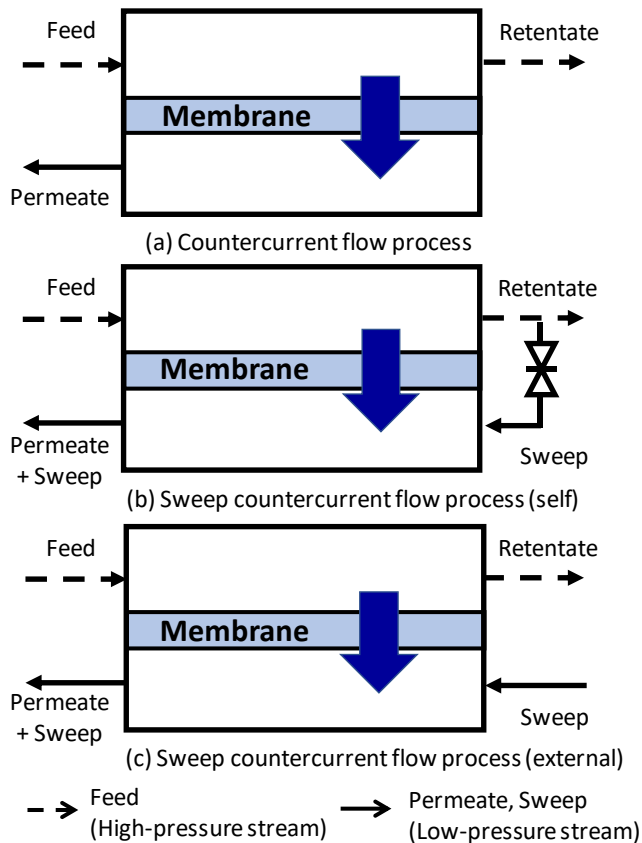 Feed
Retentate
Membrane
Permeate
(a) Countercurrent flow process
Feed
Retentate
Membrane
Permeate
+ Sweep
Sweep
(b) Sweep countercurrent flow process (self)
Feed
Retentate
Membrane
Permeate
+ Sweep
Sweep
(c) Sweep countercurrent flow process (external)
Feed
(High-pressure stream)
Permeate, Sweep
(Low-pressure stream)